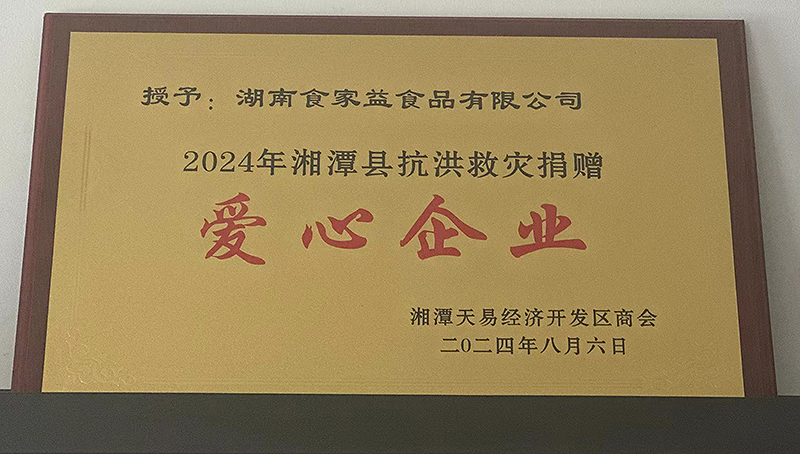 授予：湖南食家益食品有限公司
2024年湘潭县抗洪救灾捐赠
爱心企业
湘潭天易经济开发区商会
二〇二四年八月六日